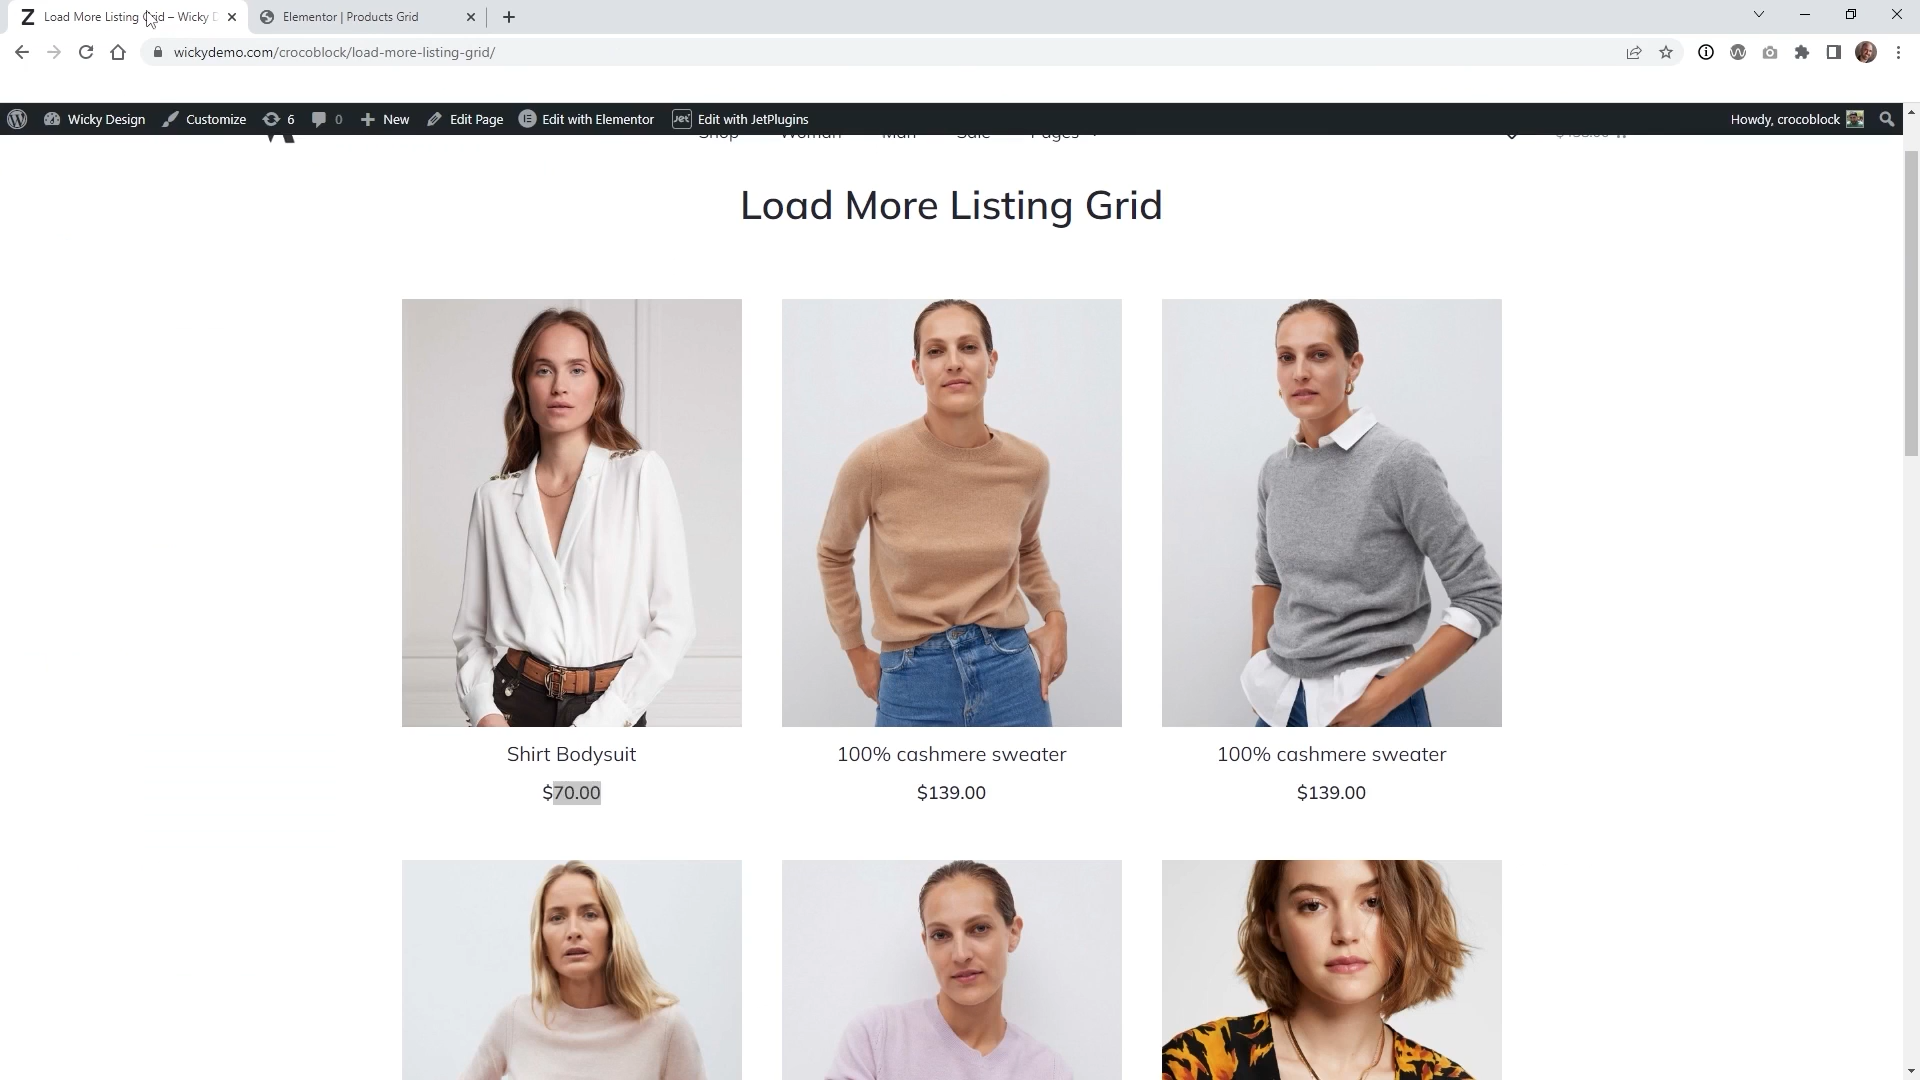 Load More Listing Grid – Wicky D
Elementor | Products Grid
wickydemo.com/crocoblock/load-more-listing-grid/
Wicky Design
Customize
6
0
New
Edit Page
Edit with Elementor
Jet
Edit with JetPlugins
Howdy, crocoblock
Shop
Woman
Man
Sale
Pages
Load More Listing Grid
Shirt Bodysuit
100% cashmere sweater
100% cashmere sweater
$70.00
$139.00
$139.00